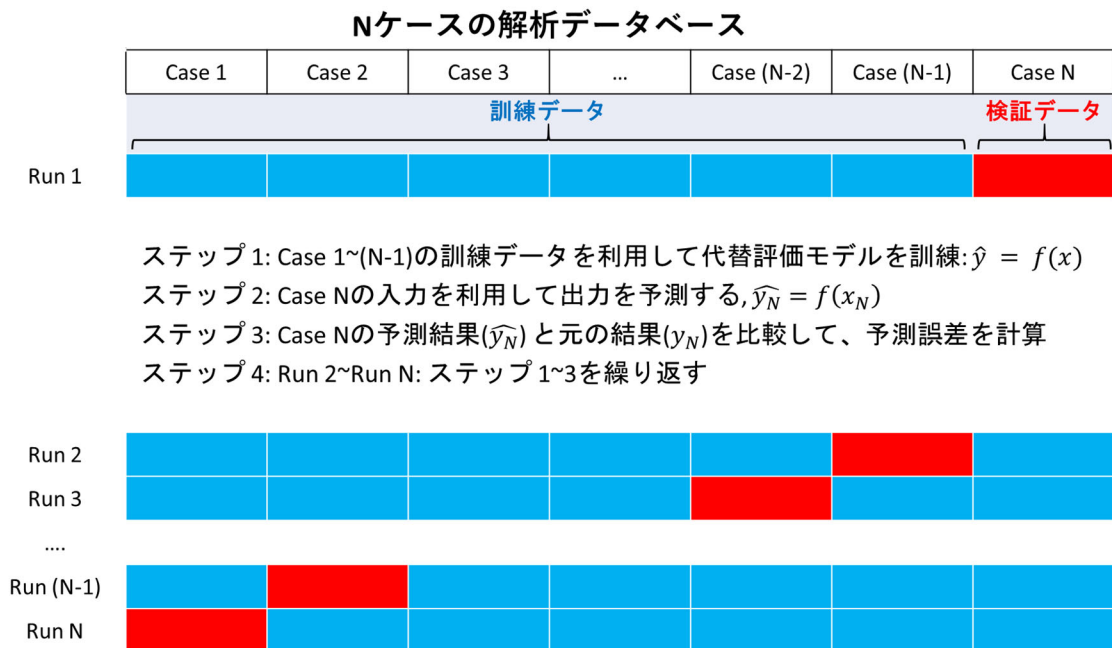 Nケースの解析データベース
Case 1 Case 2 Case 3 ... Case (N-2) Case (N-1) Case N
訓練データ 検証データ
Run 1
ステップ 1: Case 1~(N-1)の訓練データを利用して代替評価モデルを訓練: ŷ = f(x)
ステップ 2: Case Nの入力を利用して出力を予測する, ŷ_N = f(x_N)
ステップ 3: Case Nの予測結果(ŷ_N) と元の結果(y_N)を比較して、予測誤差を計算
ステップ 4: Run 2~Run N: ステップ 1~3を繰り返す
Run 2
Run 3
....
Run (N-1)
Run N